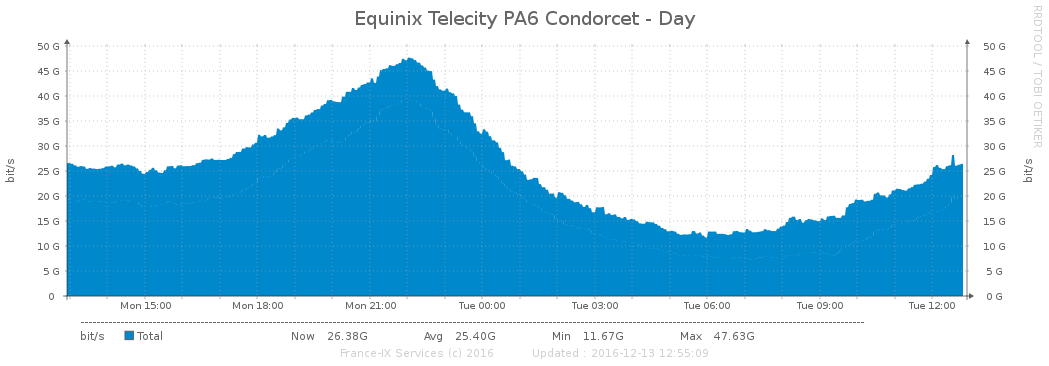 Equinix Telecity PA6 Condorcet - Day
RRDTOOL / TOBI OETIKER
bit/s
50 G
45 G
40 G
35 G
30 G
25 G
20 G
15 G
10 G
5 G
0
50 G
45 G
40 G
35 G
30 G
25 G
20 G
15 G
10 G
5 G
0 G
bit/s
Mon 15:00 Mon 18:00 Mon 21:00 Tue 00:00 Tue 03:00 Tue 06:00 Tue 09:00 Tue 12:00
bit/s Total Now 26.38G Avg 25.40G Min 11.67G Max 47.63G
France-IX Services (c) 2016 Updated : 2016-12-13 12:55:09